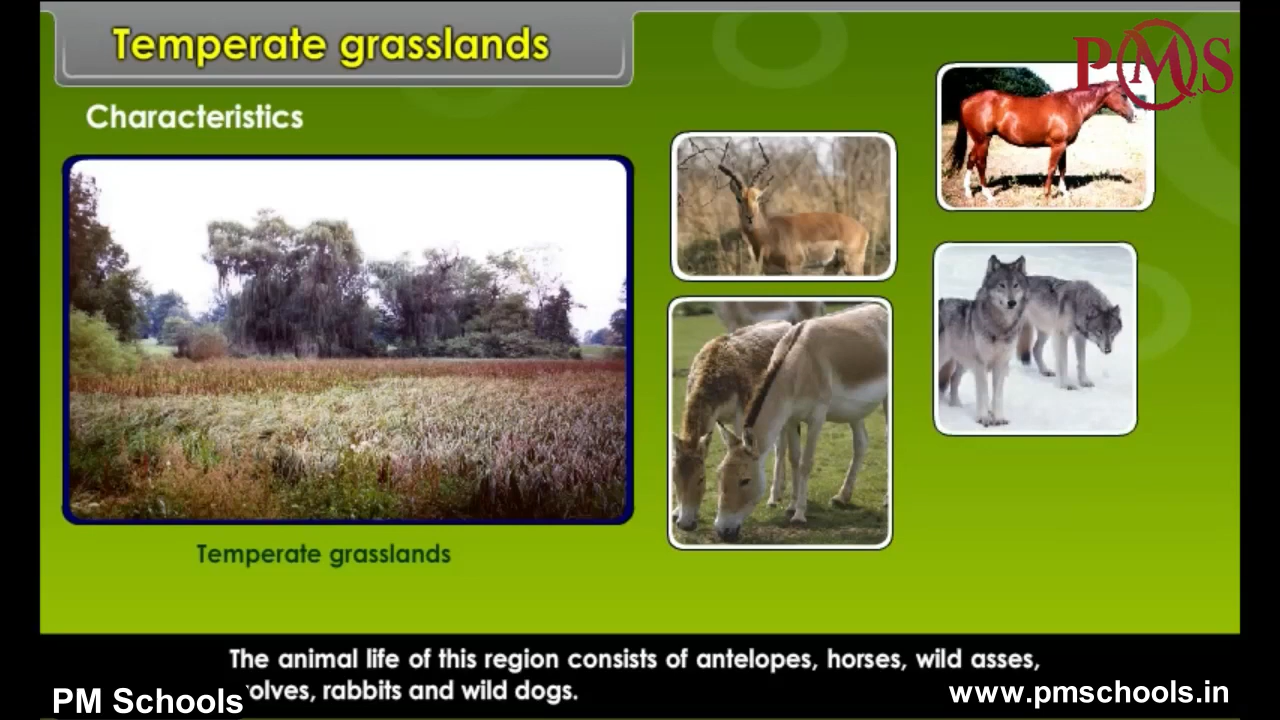 Temperate grasslands
PMS
Characteristics
Temperate grasslands
The animal life of this region consists of antelopes, horses, wild asses,
olves, rabbits and wild dogs.
PM Schools
www.pmschools.in